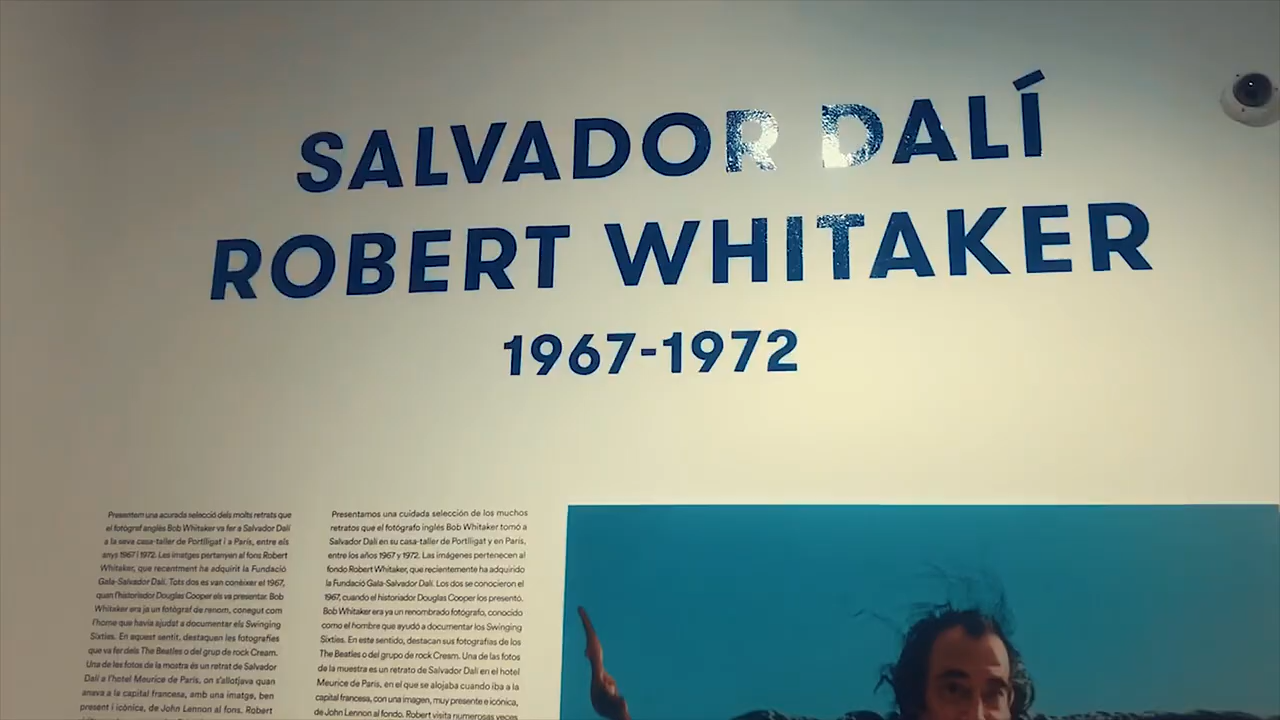 SALVADOR DALÍ
ROBERT WHITAKER
1967-1972
Presentem una acurada selecció dels molts retrats que
el fotògraf anglès Bob Whitaker va fer a Salvador Dalí
a la seva casa-taller de Portlligat i a París, entre els
anys 1967 i 1972. Les imatges pertanyen al fons Robert
Whitaker, que recentment ha adquirit la Fundació
Gala-Salvador Dalí. Tots dos es van conèixer el 1967,
quan l'historiador Douglas Cooper els va presentar. Bob
Whitaker era ja un fotògraf de renom, conegut com
l'home que havia ajudat a documentar els Swinging
Sixties. En aquest sentit, destaquen les fotografies
que va fer dels The Beatles o del grup de rock Cream.
Una de les fotos de la mostra és un retrat de Salvador
Dalí a l'hotel Meurice de París, on s'allotjava quan
anava a la capital francesa, amb una imatge, ben
present i icònica, de John Lennon al fons. Robert
Presentamos una cuidada selección de los muchos
retratos que el fotógrafo inglés Bob Whitaker tomó a
Salvador Dalí en su casa-taller de Portlligat y en París,
entre los años 1967 y 1972. Las imágenes pertenecen al
fondo Robert Whitaker, que recientemente ha adquirido
la Fundació Gala-Salvador Dalí. Los dos se conocieron el
1967, cuando el historiador Douglas Cooper los presentó.
Bob Whitaker era ya un renombrado fotógrafo, conocido
como el hombre que ayudó a documentar los Swinging
Sixties. En este sentido, destacan sus fotografías de los
The Beatles o del grupo de rock Cream. Una de las fotos
de la muestra es un retrato de Salvador Dalí en el hotel
Meurice de París, en el que se alojaba cuando iba a la
capital francesa, con una imagen, muy presente e icónica,
de John Lennon al fondo. Robert visita numerosas veces